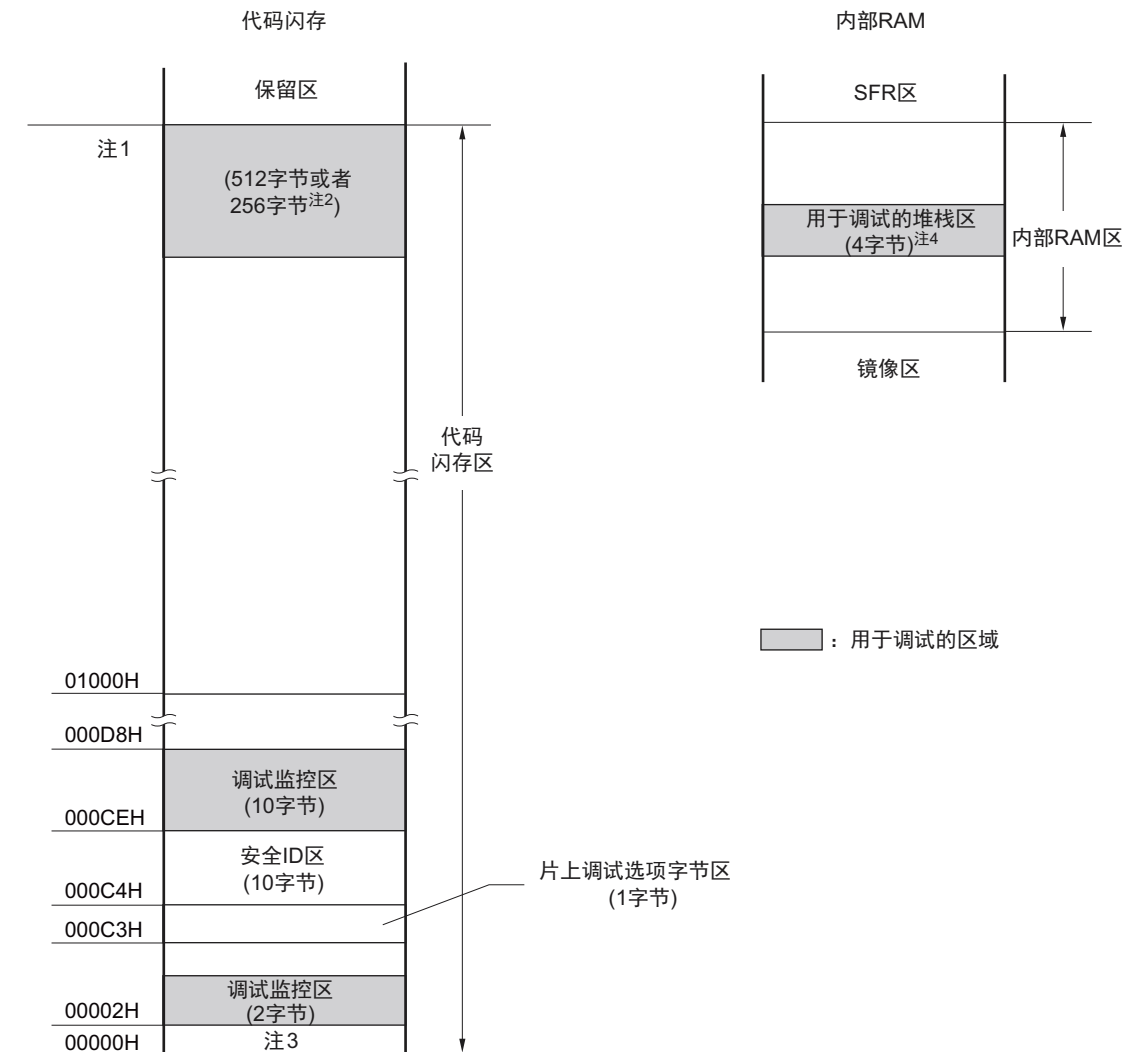 代码闪存
内部RAM
保留区
SFR区
注1
(512字节或者
256字节注2)
用于调试的堆栈区
(4字节)注4
内部RAM区
镜像区
代码
闪存区
：用于调试的区域
01000H
000D8H
调试监控区
(10字节)
000CEH
安全ID区
(10字节)
000C4H
片上调试选项字节区
(1字节)
000C3H
调试监控区
(2字节)
00002H
00000H
注3